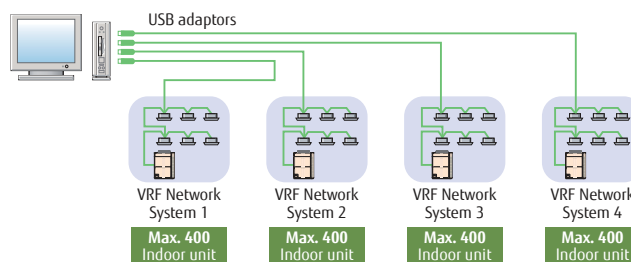 USB adaptors
VRF Network
System 1
Max. 400
Indoor unit
VRF Network
System 2
Max. 400
Indoor unit
VRF Network
System 3
Max. 400
Indoor unit
VRF Network
System 4
Max. 400
Indoor unit